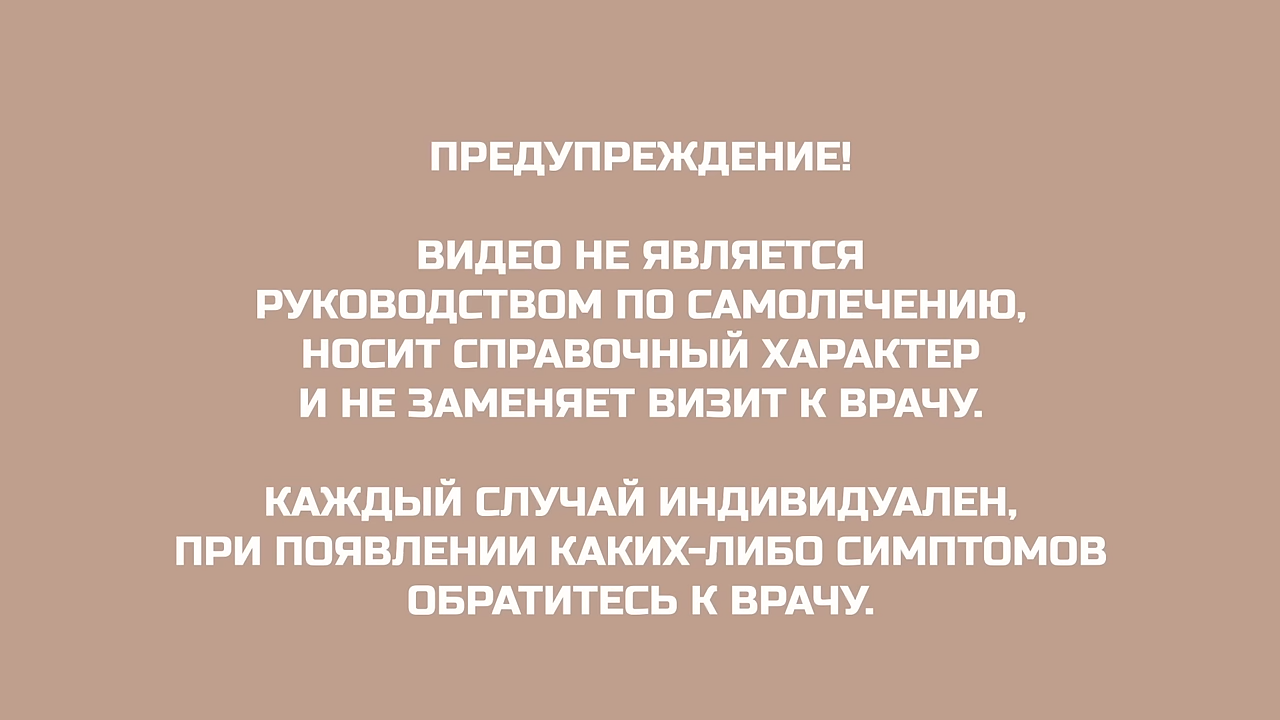 ПРЕДУПРЕЖДЕНИЕ!
ВИДЕО НЕ ЯВЛЯЕТСЯ
РУКОВОДСТВОМ ПО САМОЛЕЧЕНИЮ,
НОСИТ СПРАВОЧНЫЙ ХАРАКТЕР
И НЕ ЗАМЕНЯЕТ ВИЗИТ К ВРАЧУ.
КАЖДЫЙ СЛУЧАЙ ИНДИВИДУАЛЕН,
ПРИ ПОЯВЛЕНИИ КАКИХ-ЛИБО СИМПТОМОВ
ОБРАТИТЕСЬ К ВРАЧУ.